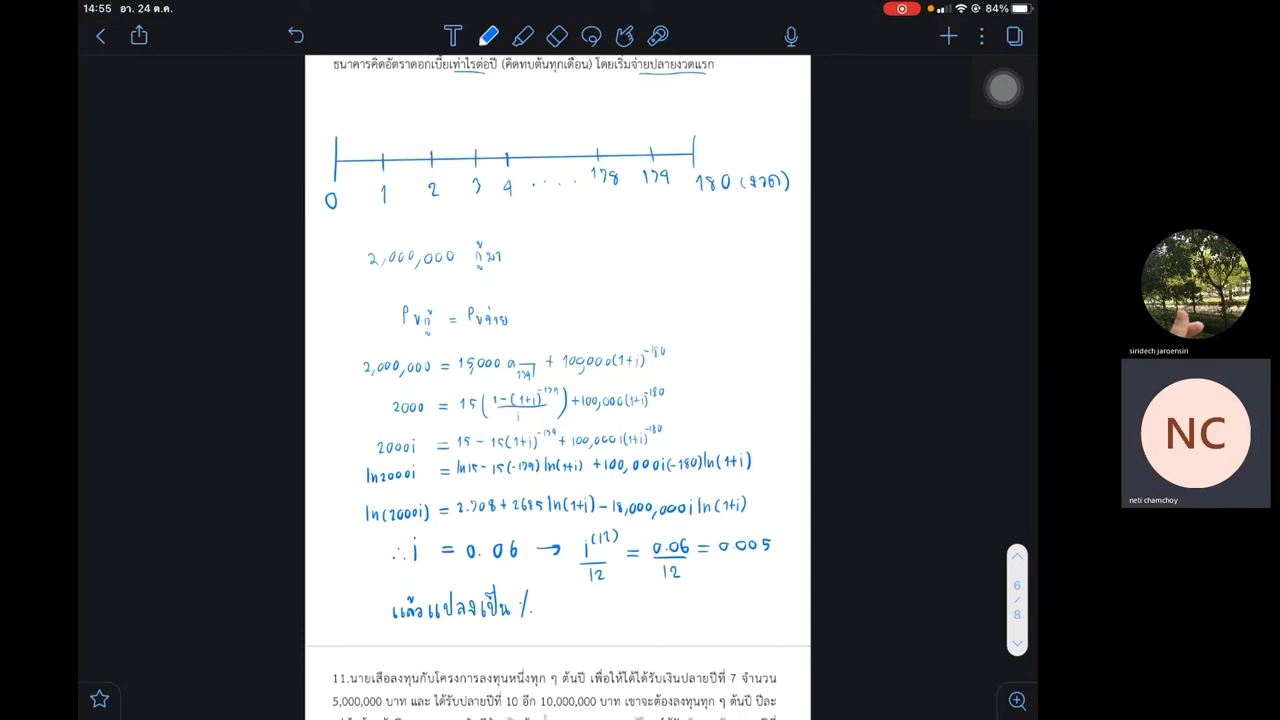 14:55 อา. 24 ต.ค.
84%
T
ธนาคารคิดอัตราดอกเบี้ยเท่าไรต่อปี (คิดทบต้นทุกเดือน) โดยเริ่มจ่ายปลายงวดแรก
0 1 2 3 4 ..... 178 179 180 (งวด)
2,000,000 กู้มา
PVกู้ = PVจ่าย
2,000,000 = 15,000 a179 + 100,000(1+i)^-180
2000 = 15(1-(1+i)^-179/i) + 100,000(1+i)^-180
2000i = 15 - 15(1+i)^-179 + 100,000i(1+i)^-180
ln2000i = ln15 - 15(-179)ln(1+i) + 100,000i(-180)ln(1+i)
ln(2000i) = 2.708 + 2685 ln(1+i) - 18,000,000i ln(1+i)
∴ i = 0.06 → i^(12)/12 = 0.06/12 = 0.005
แล้วแปลงเป็น %
11.นายเสือลงทุนกับโครงการลงทุนหนึ่งทุก ๆ ต้นปี เพื่อให้ได้ได้รับเงินปลายปีที่ 7 จำนวน
5,000,000 บาท และ ได้รับปลายปีที่ 10 อีก 10,000,000 บาท เขาจะต้องลงทุนทุก ๆ ต้นปี ปีละ
6
/
8
siridech jaroensiri
NC
neti chamchoy